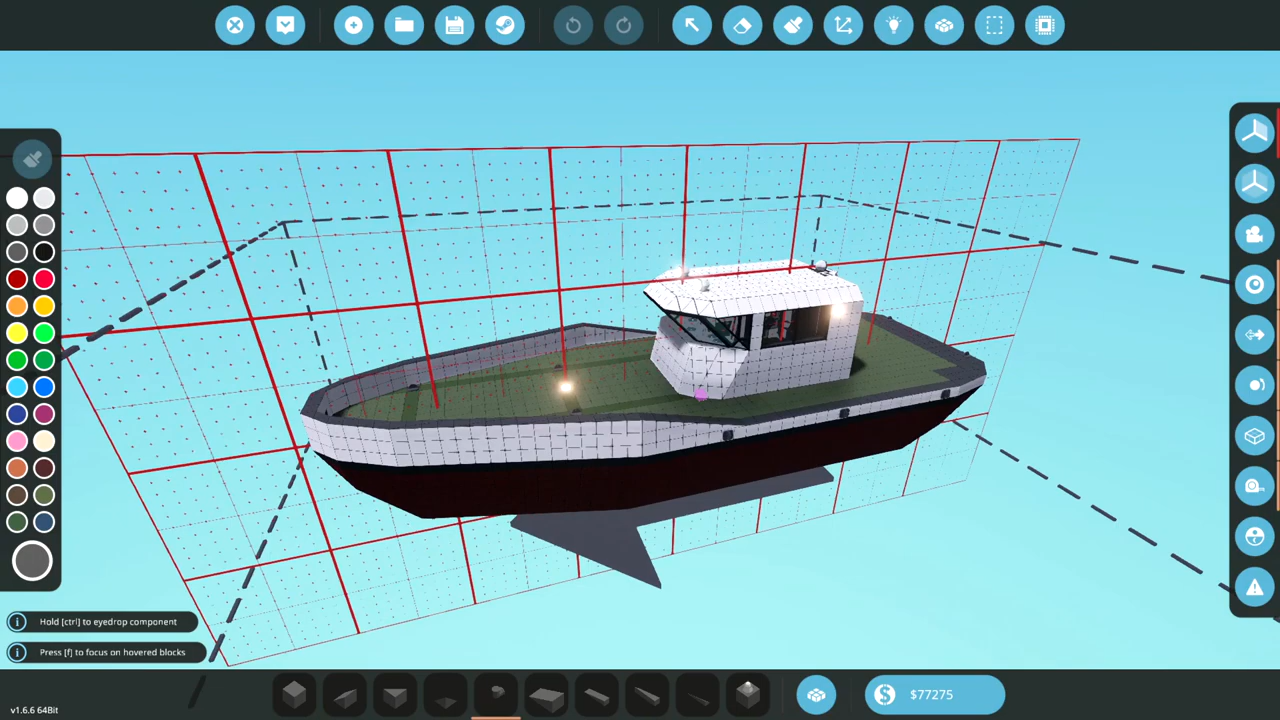 Hold [ctrl] to eyedrop component
Press [f] to focus on hovered blocks
v1.6.6 64Bit
$77275